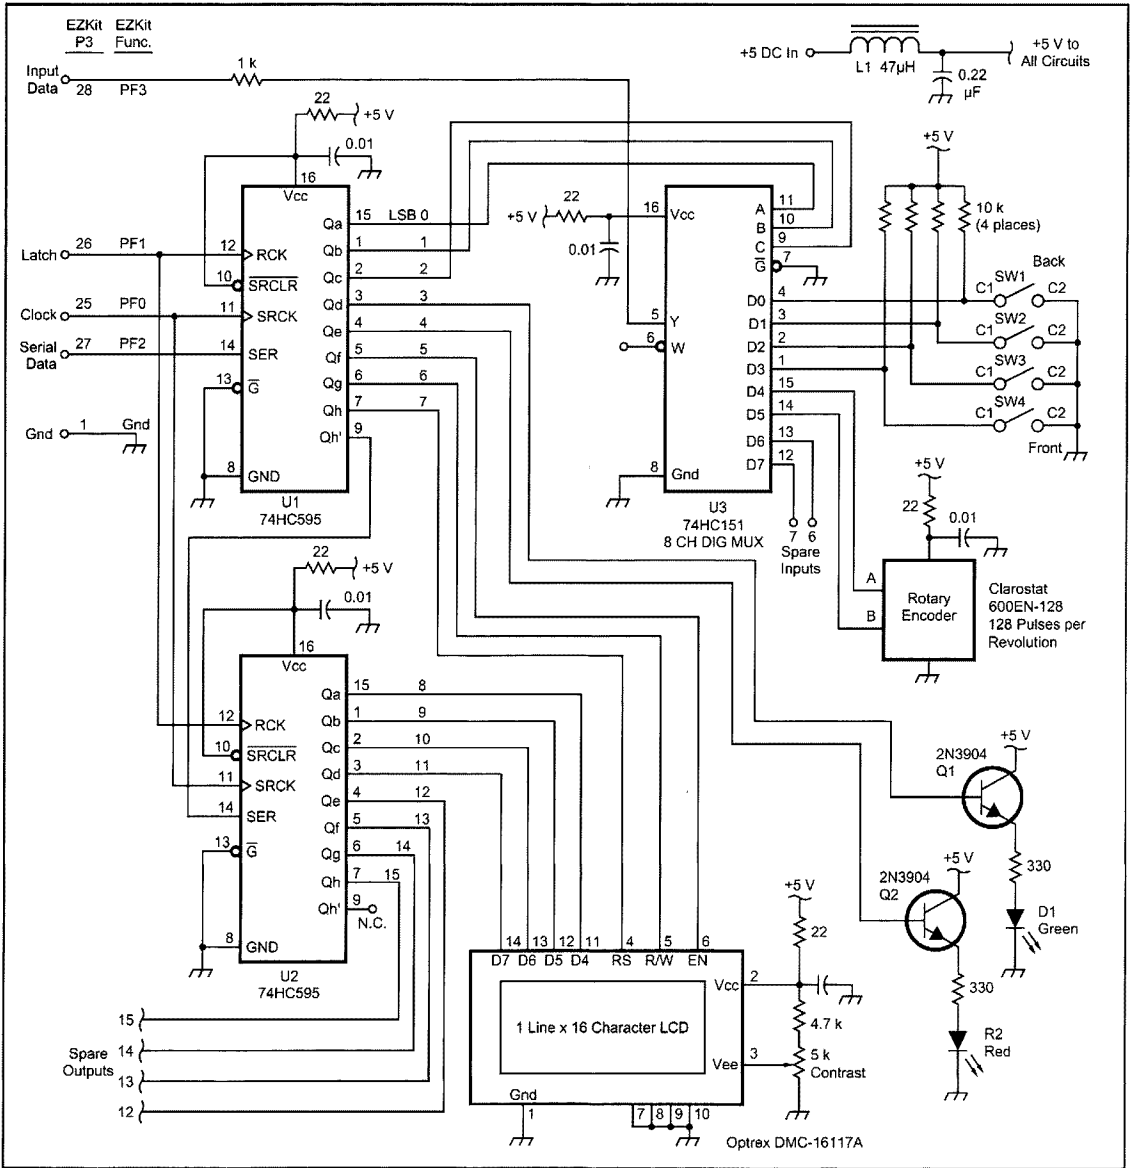 EZKit EZKit
P3 Func.
Input
Data
28 PF3
1 k
+5 DC In
L1 47µH
0.22
µF
+5 V to
All Circuits
22
+5 V
0.01
16
Vcc
Latch 26 PF1
Clock 25 PF0
Serial
Data
27 PF2
Gnd 1 Gnd
12 RCK
10 SRCLR
11 SRCK
14 SER
13 G
8 GND
Qa 15 LSB 0
Qb 1 1
Qc 2 2
Qd 3 3
Qe 4 4
Qf 5 5
Qg 6 6
Qh 7 7
Qh' 9
U1
74HC595
+5 V
22
0.01
16 Vcc
5 Y
6 W
8 Gnd
A 11
B 10
C 9
G 7
D0 4
D1 3
D2 2
D3 1
D4 15
D5 14
D6 13
D7 12
U3
74HC151
8 CH DIG MUX
7 6
Spare
Inputs
+5 V
10 k
(4 places)
Back
C1 SW1 C2
C1 SW2 C2
C1 SW3 C2
C1 SW4 C2
Front
+5 V
22
0.01
A
B
Rotary
Encoder
Clarostat
600EN-128
128 Pulses per
Revolution
22
+5 V
0.01
16
Vcc
12 RCK
10 SRCLR
11 SRCK
14 SER
13 G
8 GND
Qa 15 8
Qb 1 9
Qc 2 10
Qd 3 11
Qe 4 12
Qf 5 13
Qg 6 14
Qh 7 15
Qh' 9
N.C.
U2
74HC595
Spare
Outputs
15
14
13
12
14 13 12 11 4 5 6
D7 D6 D5 D4 RS R/W EN
1 Line x 16 Character LCD
Vcc 2
Vee 3
Gnd
1
7 8 9 10
Optrex DMC-16117A
+5 V
22
4.7 k
5 k
Contrast
2N3904
Q1
+5 V
330
D1
Green
2N3904
Q2
+5 V
330
R2
Red